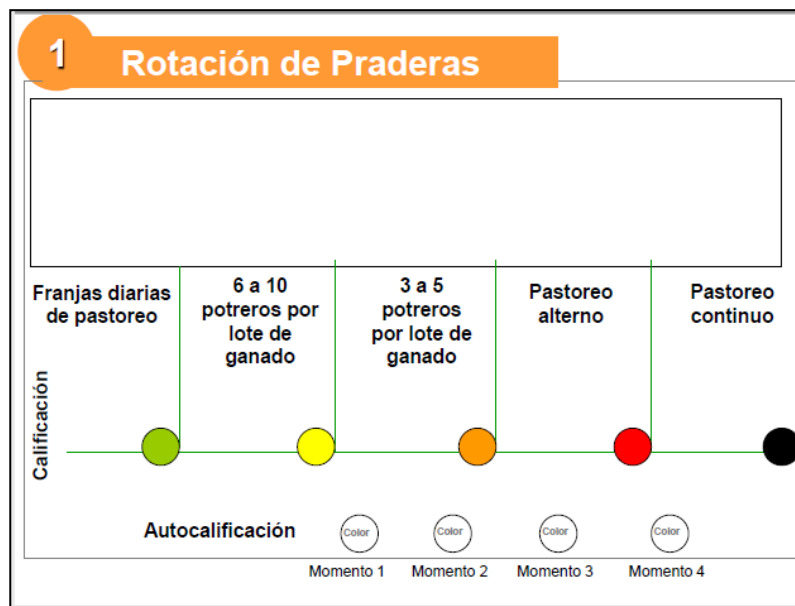 1
Rotación de Praderas
Franjas diarias
de pastoreo
6 a 10
potreros por
lote de
ganado
3 a 5
potreros
por lote de
ganado
Pastoreo
alterno
Pastoreo
continuo
Calificación
Autocalificación
Color
Color
Color
Color
Momento 1
Momento 2
Momento 3
Momento 4